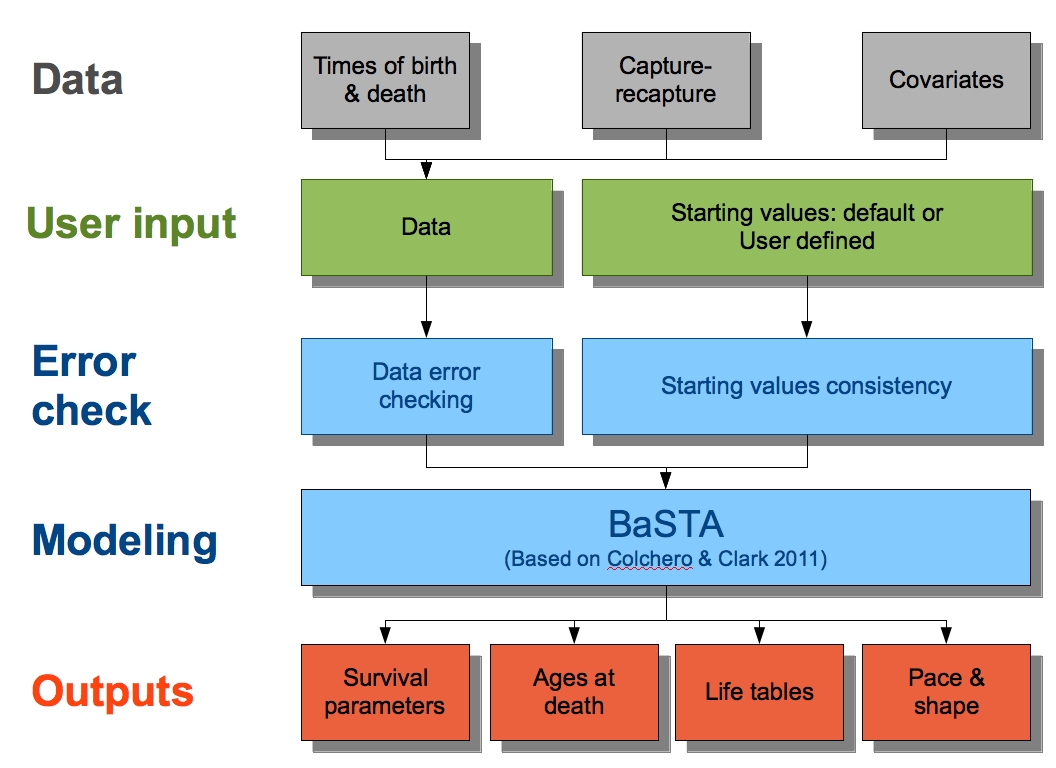 Data
Times of birth
& death
Capture-
recapture
Covariates
User input
Data
Starting values: default or
User defined
Error
check
Data error
checking
Starting values consistency
Modeling
BaSTA
(Based on Colchero & Clark 2011)
Outputs
Survival
parameters
Ages at
death
Life tables
Pace &
shape